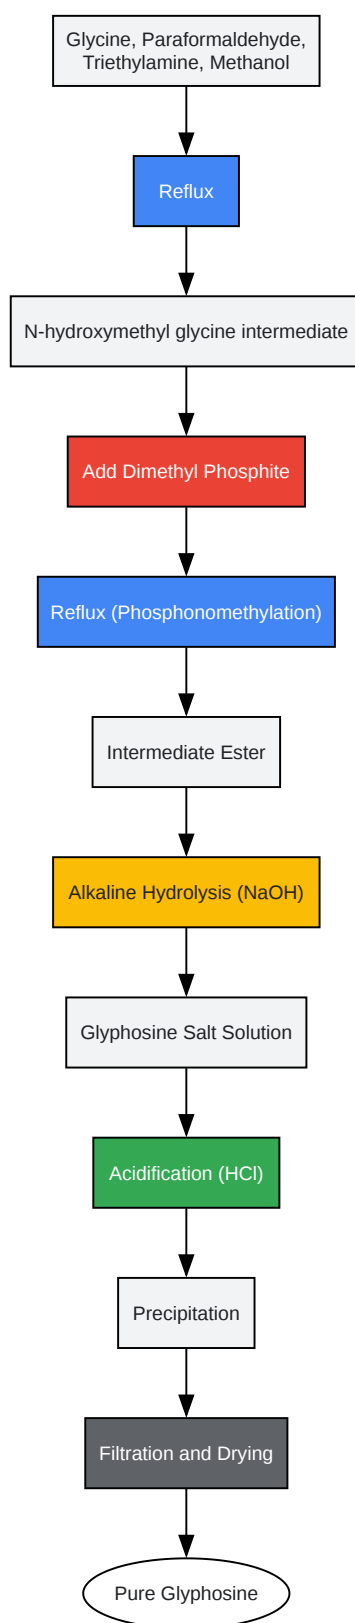 Glycine, Paraformaldehyde,
Triethylamine, Methanol
Reflux
N-hydroxymethyl glycine intermediate
Add Dimethyl Phosphite
Reflux (Phosphonomethylation)
Intermediate Ester
Alkaline Hydrolysis (NaOH)
Glyphosine Salt Solution
Acidification (HCl)
Precipitation
Filtration and Drying
Pure Glyphosine